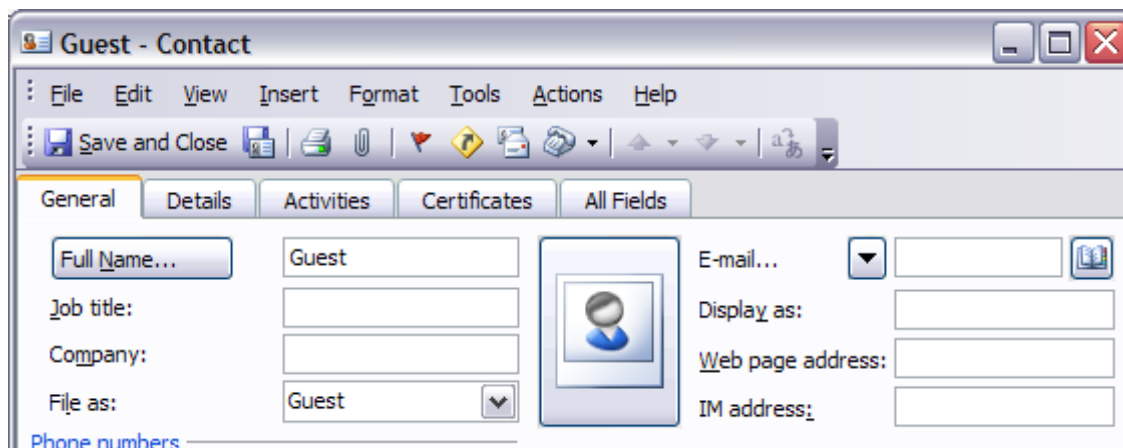 Guest - Contact
File Edit View Insert Format Tools Actions Help
Save and Close
General Details Activities Certificates All Fields
Full Name... Guest E-mail...
Job title: Display as:
Company: Web page address:
File as: Guest IM address:
Phone numbers